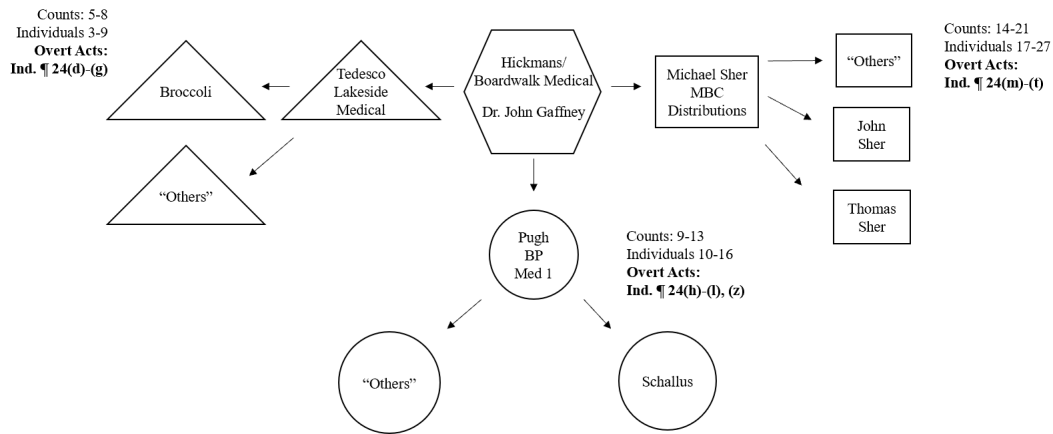 Counts: 5-8
Individuals 3-9
Overt Acts:
Ind. ¶ 24(d)-(g)
Broccoli
Tedesco
Lakeside
Medical
"Others"
Hickmans/
Boardwalk Medical
Dr. John Gaffney
Michael Sher
MBC
Distributions
"Others"
John
Sher
Thomas
Sher
Counts: 14-21
Individuals 17-27
Overt Acts:
Ind. ¶ 24(m)-(t)
Pugh
BP
Med 1
Counts: 9-13
Individuals 10-16
Overt Acts:
Ind. ¶ 24(h)-(l), (z)
"Others"
Schallus